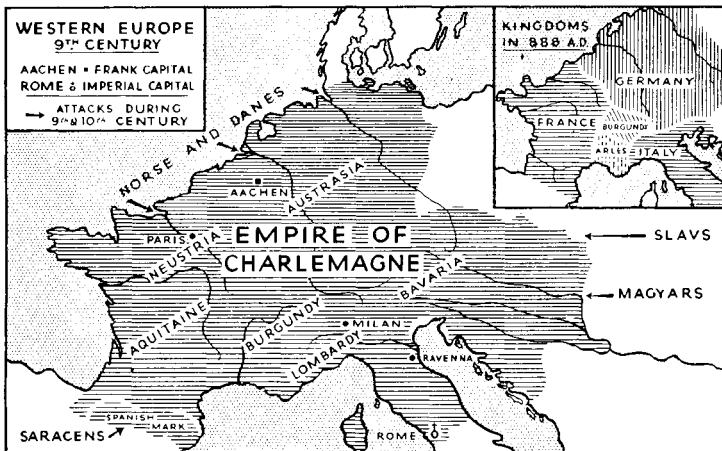 WESTERN EUROPE
9TH CENTURY
AACHEN = FRANK CAPITAL
ROME ♁ IMPERIAL CAPITAL
→ ATTACKS DURING
9TH & 10TH CENTURY
KINGDOMS
IN 888 A.D.
GERMANY
FRANCE
BURGUNDY
ARLES
ITALY
NORSE AND DANES
AACHEN
AUSTRASIA
PARIS
NEUSTRIA
EMPIRE OF
CHARLEMAGNE
SLAVS
BAVARIA
MAGYARS
AQUITAINE
BURGUNDY
MILAN
LOMBARDY
RAVENNA
SPANISH
MARK
SARACENS
ROME